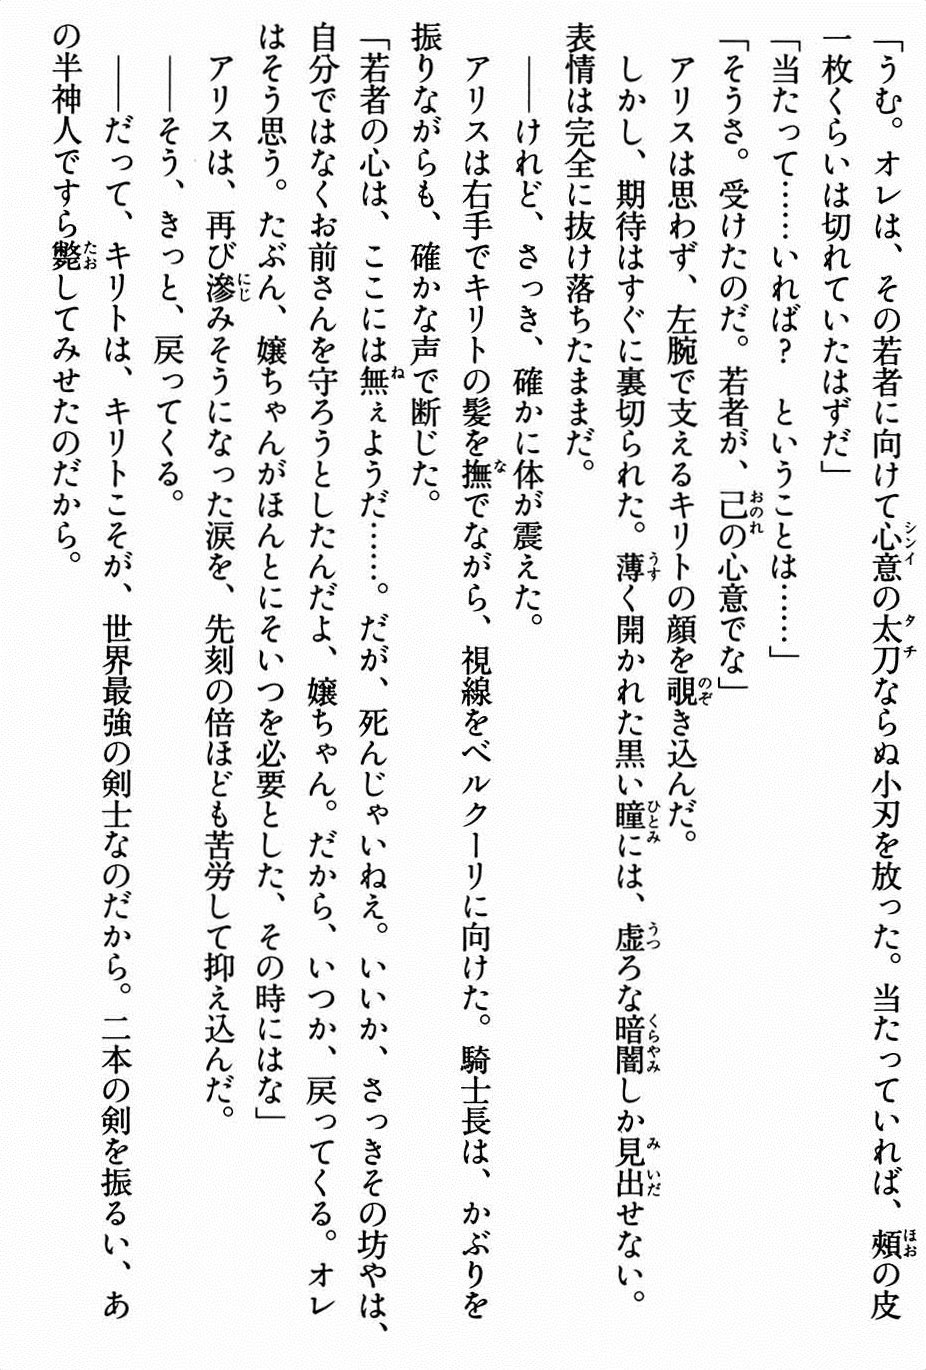 「うむ。オレは、その若者に向けて心意の太刀ならぬ小刃を放った。当たっていれば、頰の皮
一枚くらいは切れていたはずだ」
「当たって……いれば？　ということは……」
「そうさ。受けたのだ。若者が、己の心意でな」
　アリスは思わず、左腕で支えるキリトの顔を覗き込んだ。
　しかし、期待はすぐに裏切られた。薄く開かれた黒い瞳には、虚ろな暗闇しか見出せない。
表情は完全に抜け落ちたままだ。
　――けれど、さっき、確かに体が震えた。
　アリスは右手でキリトの髪を撫でながら、視線をベルクーリに向けた。騎士長は、かぶりを
振りながらも、確かな声で断じた。
「若者の心は、ここには無ぇようだ……。だが、死んじゃいねえ。いいか、さっきその坊やは、
自分ではなくお前さんを守ろうとしたんだよ、嬢ちゃん。だから、いつか、戻ってくる。オレ
はそう思う。たぶん、嬢ちゃんがほんとにそいつを必要とした、その時にはな」
　アリスは、再び滲みそうになった涙を、先刻の倍ほども苦労して抑え込んだ。
　――そう、きっと、戻ってくる。
　――だって、キリトは、キリトこそが、世界最強の剣士なのだから。二本の剣を振るい、あ
の半神人ですら斃してみせたのだから。